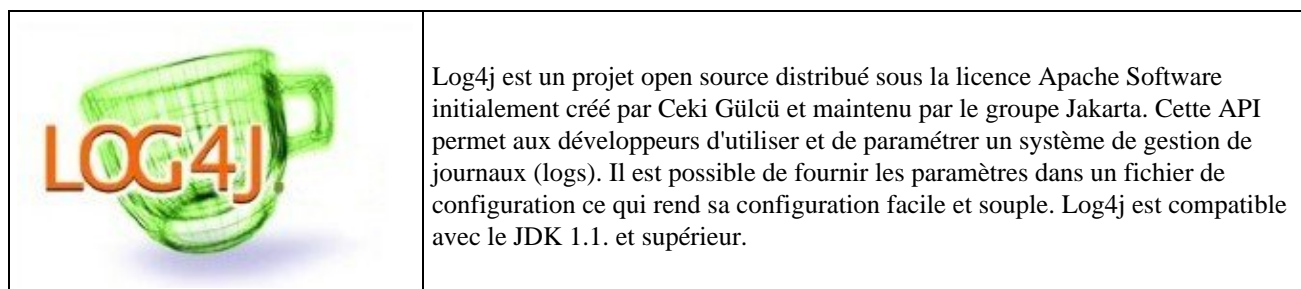 LOG4J.
Log4j est un projet open source distribué sous la licence Apache Software
initialement créé par Ceki Gülcü et maintenu par le groupe Jakarta. Cette API
permet aux développeurs d'utiliser et de paramétrer un système de gestion de
journaux (logs). Il est possible de fournir les paramètres dans un fichier de
configuration ce qui rend sa configuration facile et souple. Log4j est compatible
avec le JDK 1.1. et supérieur.